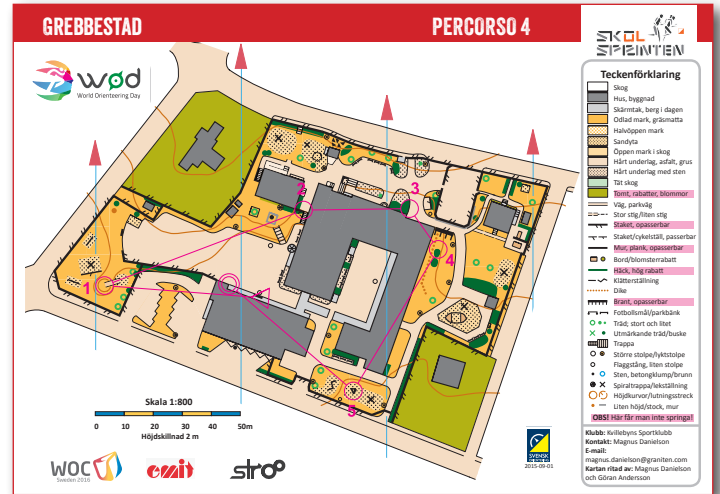 GREBBESTAD
PERCORSO 4
SKOL
SPRINTEN
wød
World Orienteering Day
Teckenförklaring
Skog
Hus, byggnad
Skärmtak, berg i dagen
Odlad mark, gräsmatta
Halvöppen mark
Sandyta
Öppen mark i skog
Hårt underlag, asfalt, grus
Hårt underlag med sten
Tät skog
Tomt, rabatter, blommor
Väg, parkväg
Stor stig/liten stig
Staket, opasserbar
Staket/cykelställ, passerbar
Mur, plank, opasserbar
Bord/blomsterrabatt
Häck, hög rabatt
Klätterställning
Dike
Brant, opasserbar
Fotbollsmål/parkbänk
Träd; stort och litet
Utmärkande träd/buske
Trappa
Större stolpe/lyktstolpe
Flaggstång, liten stolpe
Sten, betongklump/brunn
Spiraltrappa/lekställning
Höjdkurvor/lutningsstreck
Liten höjd/stock, mur
OBS! Här får man inte springa!
Klubb: Kvillebyns Sportklubb
Kontakt: Magnus Danielson
E-mail:
magnus.danielson@graniten.com
Kartan ritad av: Magnus Danielson
och Göran Andersson
1
2
3
4
5
Skala 1:800
0 10 20 30 40 50m
Höjdskillnad 2 m
WOC
Sweden 2016
emit
stroo
SVENSK
2015-09-01